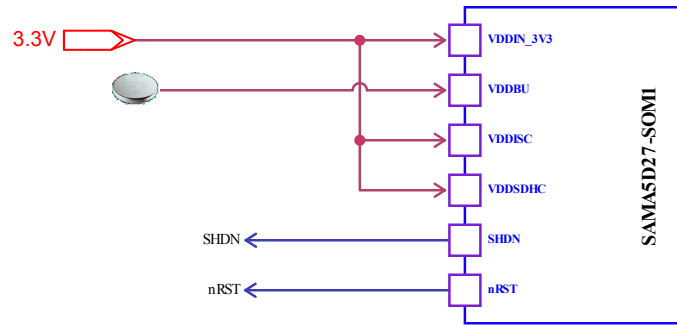 3.3V
VDDIN_3V3
VDDBU
VDDISC
VDDSDHC
SHDN
SHDN
nRST
nRST
SAMA5D27-SOM1